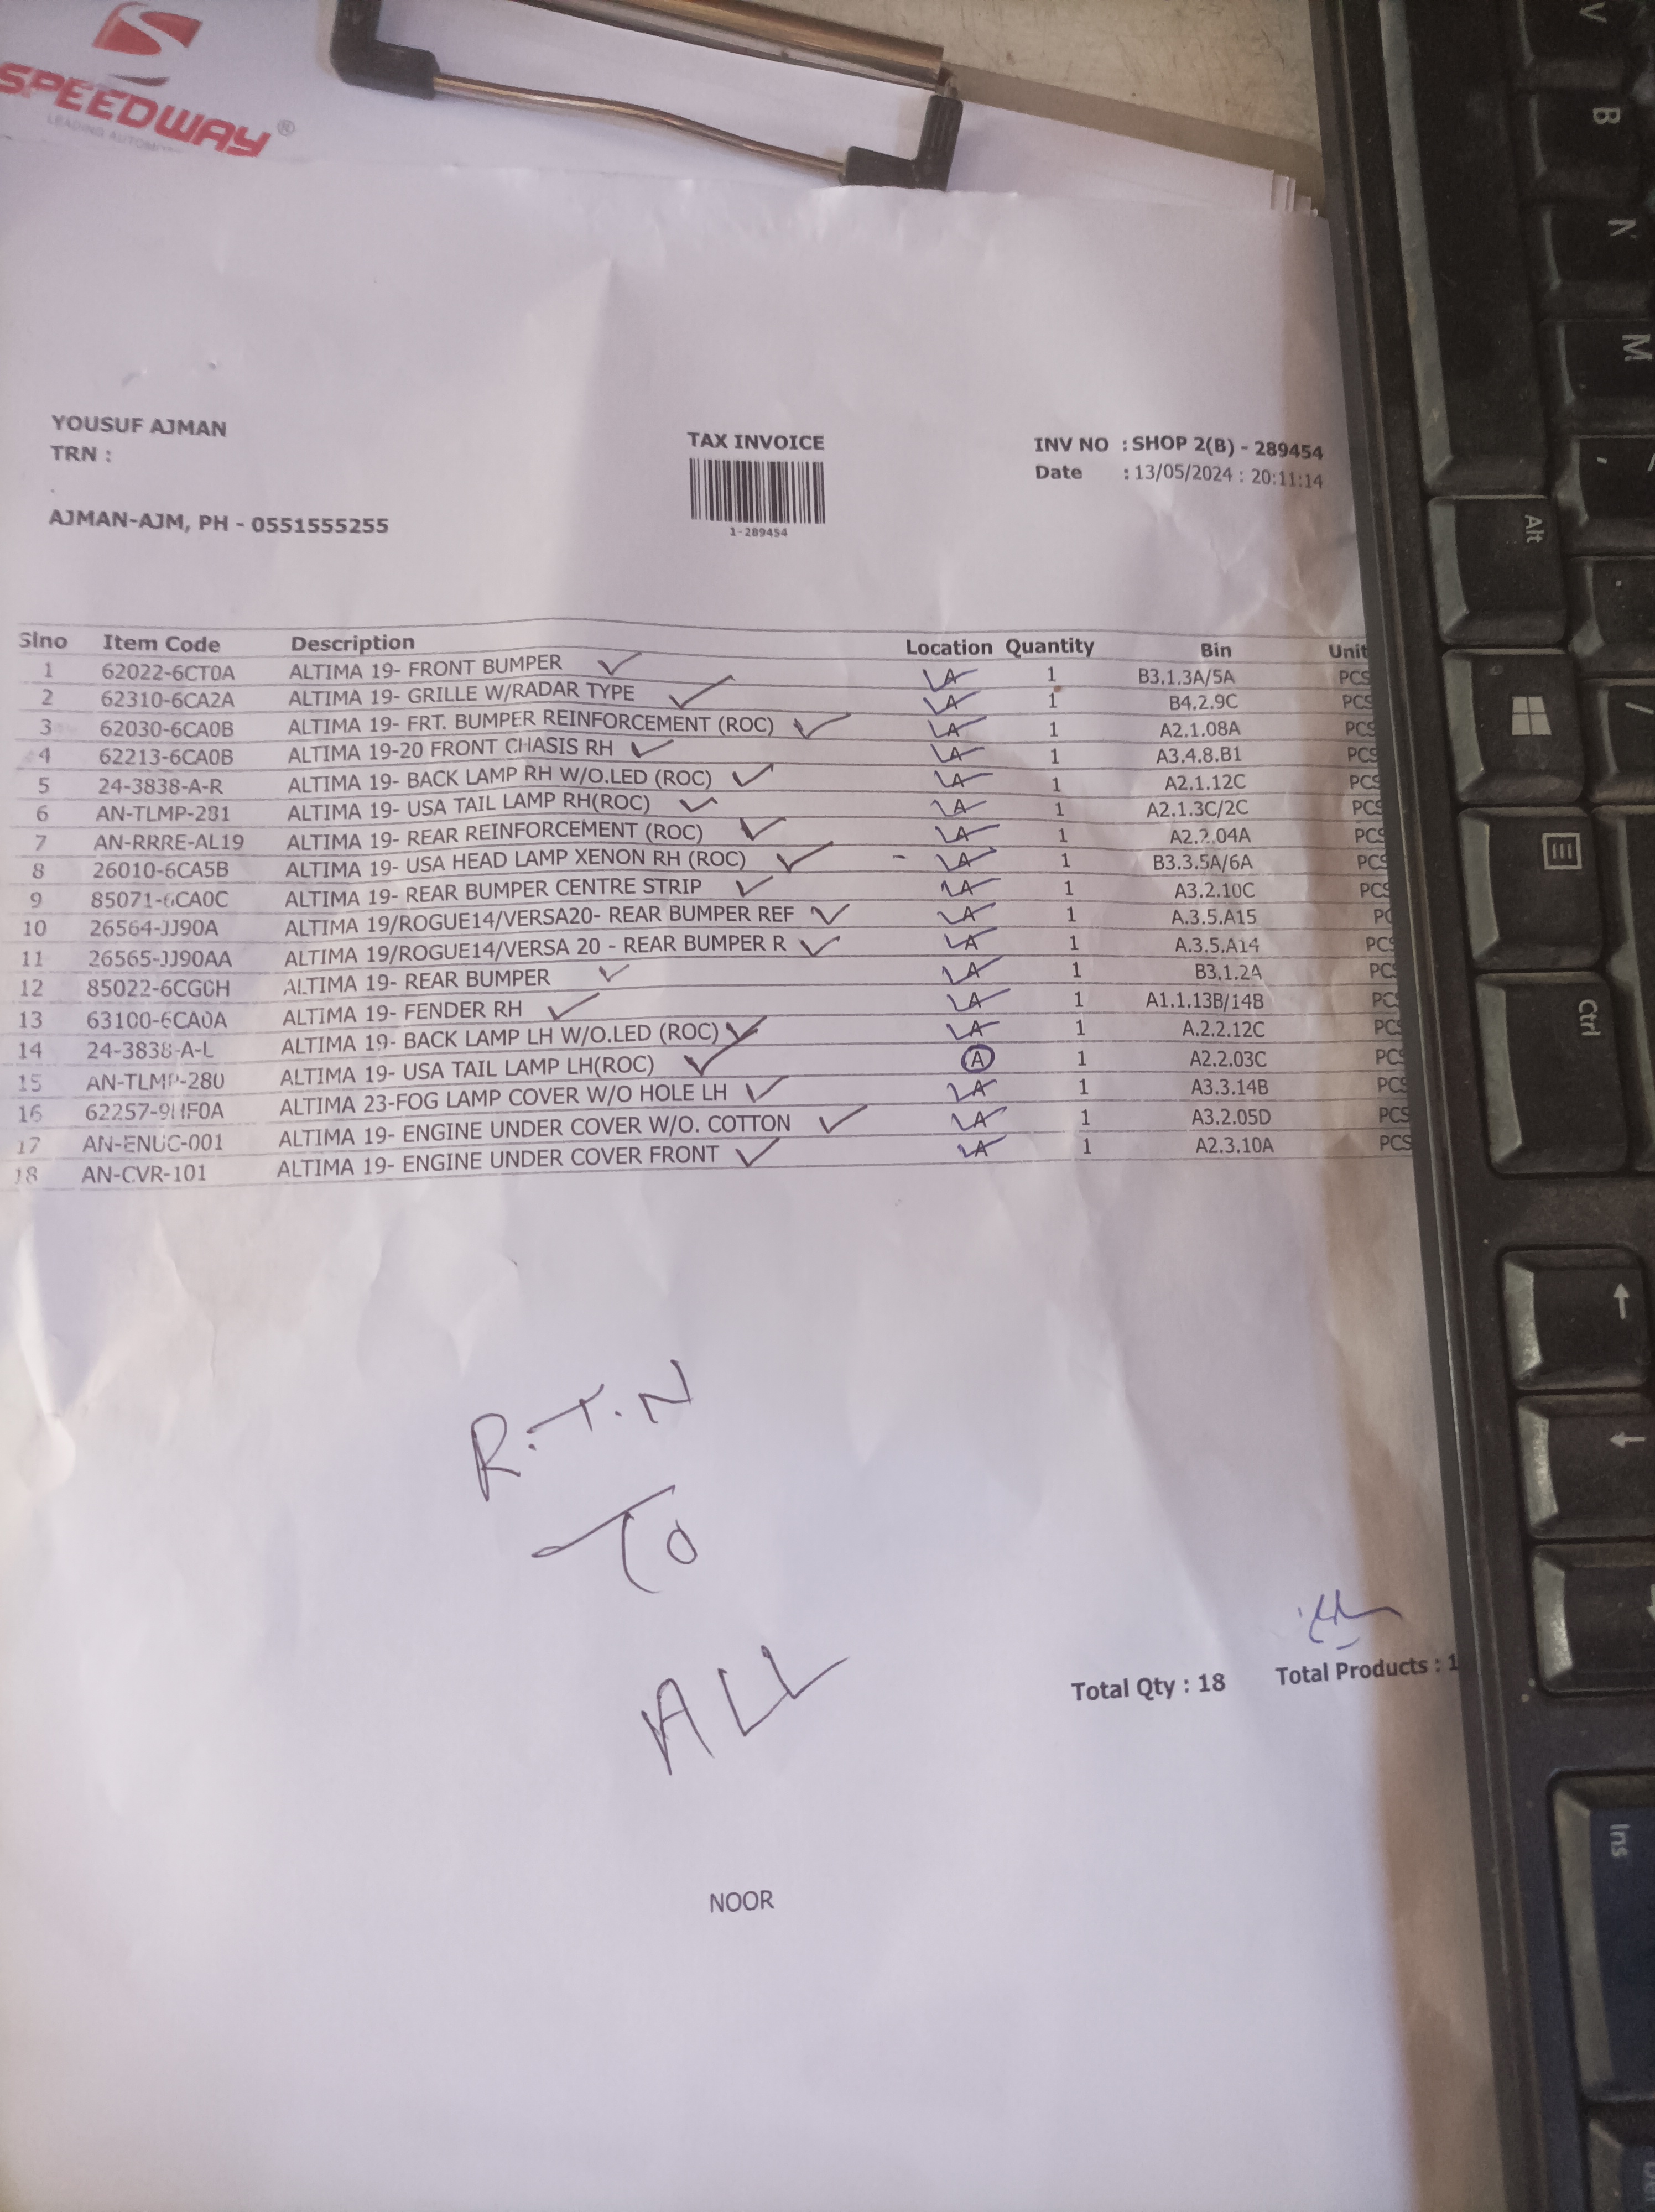 SPEEDWAY®
LEADING AUTOMO
YOUSUF AJMAN
TRN :
AJMAN-AJM, PH - 0551555255
TAX INVOICE
1-289454
INV NO : SHOP 2(B) - 289454
Date : 13/05/2024 : 20:11:14
Slno Item Code Description Location Quantity Bin Unit
1 62022-6CT0A ALTIMA 19- FRONT BUMPER A 1 B3.1.3A/5A PCS
2 62310-6CA2A ALTIMA 19- GRILLE W/RADAR TYPE A 1 B4.2.9C PCS
3 62030-6CA0B ALTIMA 19- FRT. BUMPER REINFORCEMENT (ROC) A 1 A2.1.08A PCS
4 62213-6CA0B ALTIMA 19-20 FRONT CHASIS RH A 1 A3.4.8.B1 PCS
5 24-3838-A-R ALTIMA 19- BACK LAMP RH W/O.LED (ROC) A 1 A2.1.12C PCS
6 AN-TLMP-281 ALTIMA 19- USA TAIL LAMP RH(ROC) A 1 A2.1.3C/2C PCS
7 AN-RRRE-AL19 ALTIMA 19- REAR REINFORCEMENT (ROC) A 1 A2.2.04A PCS
8 26010-6CA5B ALTIMA 19- USA HEAD LAMP XENON RH (ROC) A 1 B3.3.5A/6A PCS
9 85071-6CA0C ALTIMA 19- REAR BUMPER CENTRE STRIP A 1 A3.2.10C PCS
10 26564-JJ90A ALTIMA 19/ROGUE14/VERSA20- REAR BUMPER REF A 1 A.3.5.A15 PC
11 26565-JJ90AA ALTIMA 19/ROGUE14/VERSA 20 - REAR BUMPER R A 1 A.3.5.A14 PCS
12 85022-6CG0H ALTIMA 19- REAR BUMPER A 1 B3.1.2A PCS
13 63100-6CA0A ALTIMA 19- FENDER RH A 1 A1.1.13B/14B PCS
14 24-3838-A-L ALTIMA 19- BACK LAMP LH W/O.LED (ROC) A 1 A.2.2.12C PCS
15 AN-TLMP-280 ALTIMA 19- USA TAIL LAMP LH(ROC) A 1 A2.2.03C PCS
16 62257-9HF0A ALTIMA 23-FOG LAMP COVER W/O HOLE LH A 1 A3.3.14B PCS
17 AN-ENUC-001 ALTIMA 19- ENGINE UNDER COVER W/O. COTTON A 1 A3.2.05D PCS
18 AN-CVR-101 ALTIMA 19- ENGINE UNDER COVER FRONT A 1 A2.3.10A PCS
R.T.N
To
ALL
Total Qty : 18 Total Products : 1
NOOR
V
B
N
M
Alt
Ctrl
Ins